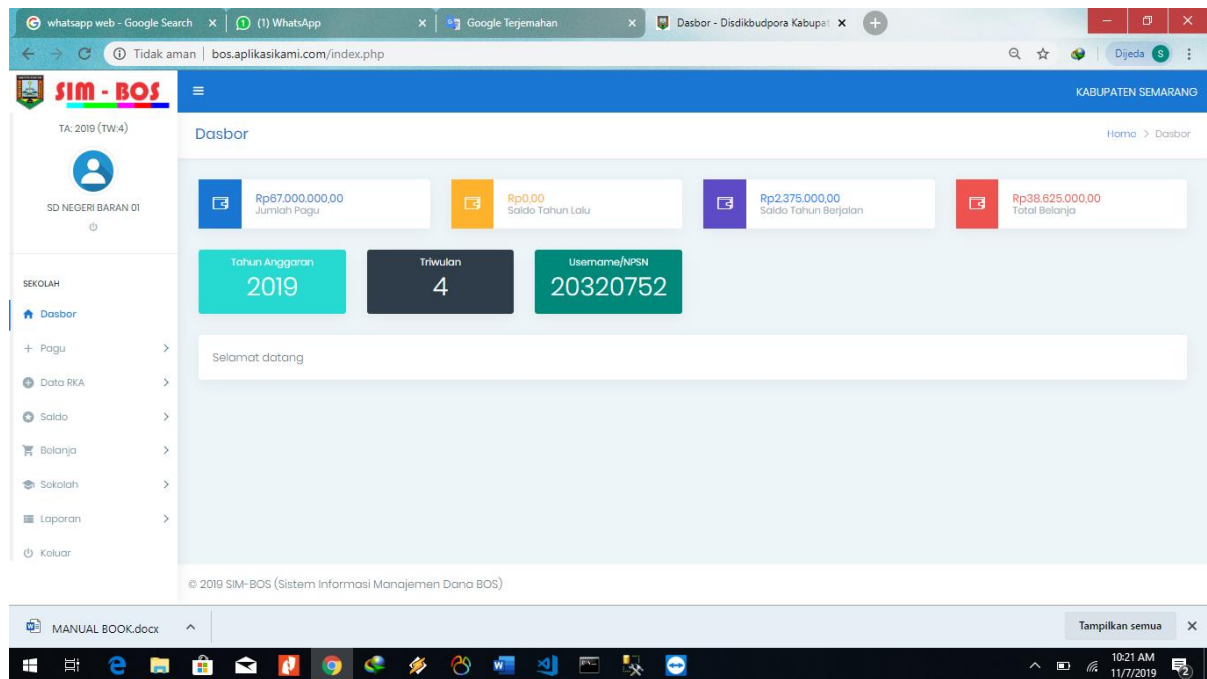 whatsapp web - Google Search
(1) WhatsApp
Google Terjemahan
Dasbor - Disdikbudpora Kabupat
Tidak aman | bos.aplikasikami.com/index.php
Dijeda S
SIM - BOS
KABUPATEN SEMARANG
TA: 2019 (TW:4)
SD NEGERI BARAN 01
SEKOLAH
Dasbor
Pagu
Data RKA
Saldo
Belanja
Sekolah
Laporan
Keluar
Dasbor
Home > Dasbor
Rp67.000.000,00
Jumlah Pagu
Rp0,00
Saldo Tahun Lalu
Rp2.375.000,00
Saldo Tahun Berjalan
Rp38.625.000,00
Total Belanja
Tahun Anggaran
2019
Triwulan
4
Username/NPSN
20320752
Selamat datang
© 2019 SIM-BOS (Sistem Informasi Manajemen Dana BOS)
MANUAL BOOK.docx
Tampilkan semua
10:21 AM
11/7/2019
2